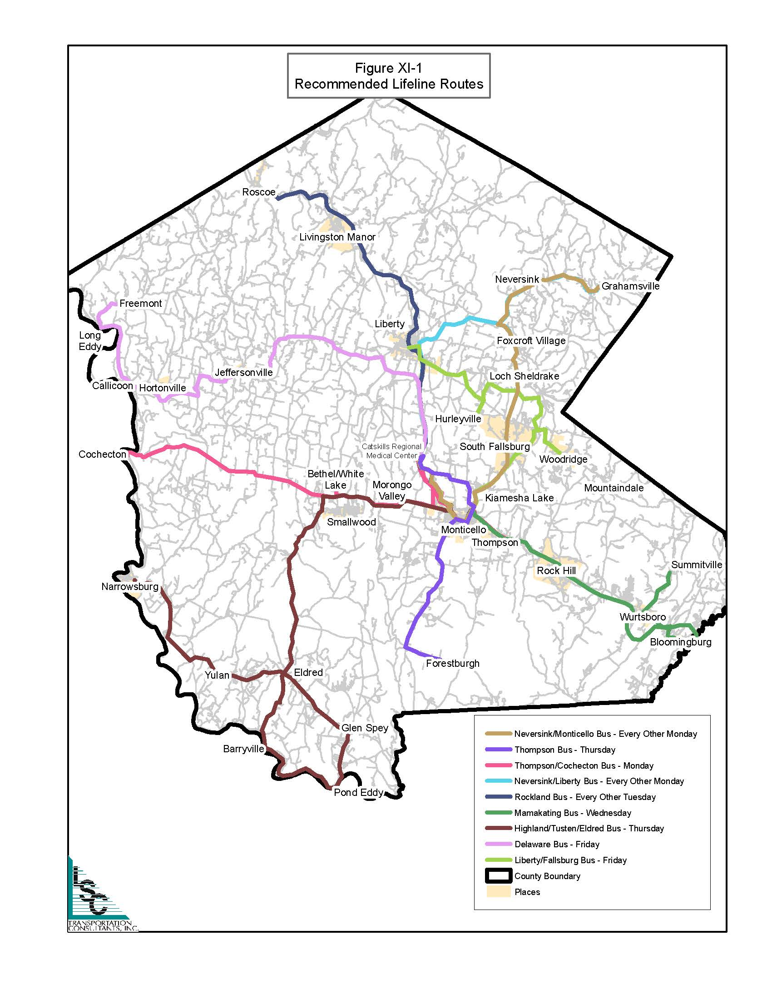 Figure XI-1
Recommended Lifeline Routes
Roscoe
Livingston Manor
Neversink
Grahamsville
Freemont
Liberty
Long
Eddy
Foxcroft Village
Jeffersonville
Loch Sheldrake
Callicoon
Hortonville
Hurleyville
Catskills Regional
Medical Center
South Fallsburg
Cochecton
Woodridge
Bethel/White
Lake
Morongo
Valley
Mountaindale
Kiamesha Lake
Smallwood
Monticello
Thompson
Summitville
Rock Hill
Narrowsburg
Wurtsboro
Bloomingburg
Forestburgh
Yulan
Eldred
Glen Spey
Barryville
Pond Eddy
Neversink/Monticello Bus - Every Other Monday
Thompson Bus - Thursday
Thompson/Cochecton Bus - Monday
Neversink/Liberty Bus - Every Other Monday
Rockland Bus - Every Other Tuesday
Mamakating Bus - Wednesday
Highland/Tusten/Eldred Bus - Thursday
Delaware Bus - Friday
Liberty/Fallsburg Bus - Friday
County Boundary
Places
LSC
TRANSPORTATION
CONSULTANTS, INC.